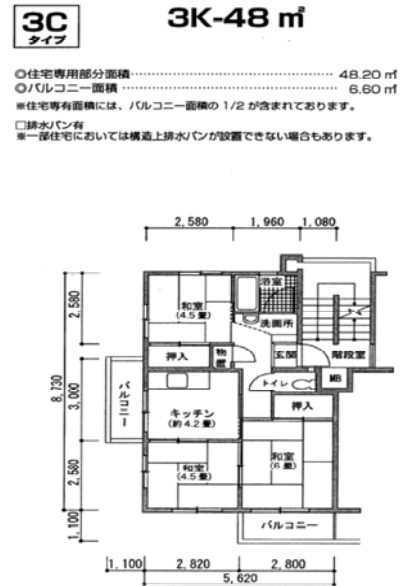 3C
タイプ
3K-48 ㎡
◎住宅専用部分面積 48.20 ㎡
◎バルコニー面積 6.60 ㎡
※住宅専有面積には、バルコニー面積の 1/2 が含まれております。
□排水パン有
※一部住宅においては構造上排水パンが設置できない場合もあります。
2,580 1,960 1,080
浴室
和室
(4.5 畳)
洗面所
2,580
押入
物置
玄関
階段室
トイレ
MB
8,730
3,000
バルコニー
キッチン
(約 4.2 畳)
押入
和室
(4.5 畳)
和室
(6 畳)
2,580
バルコニー
1,100
1,100 2,820 2,800
5,620